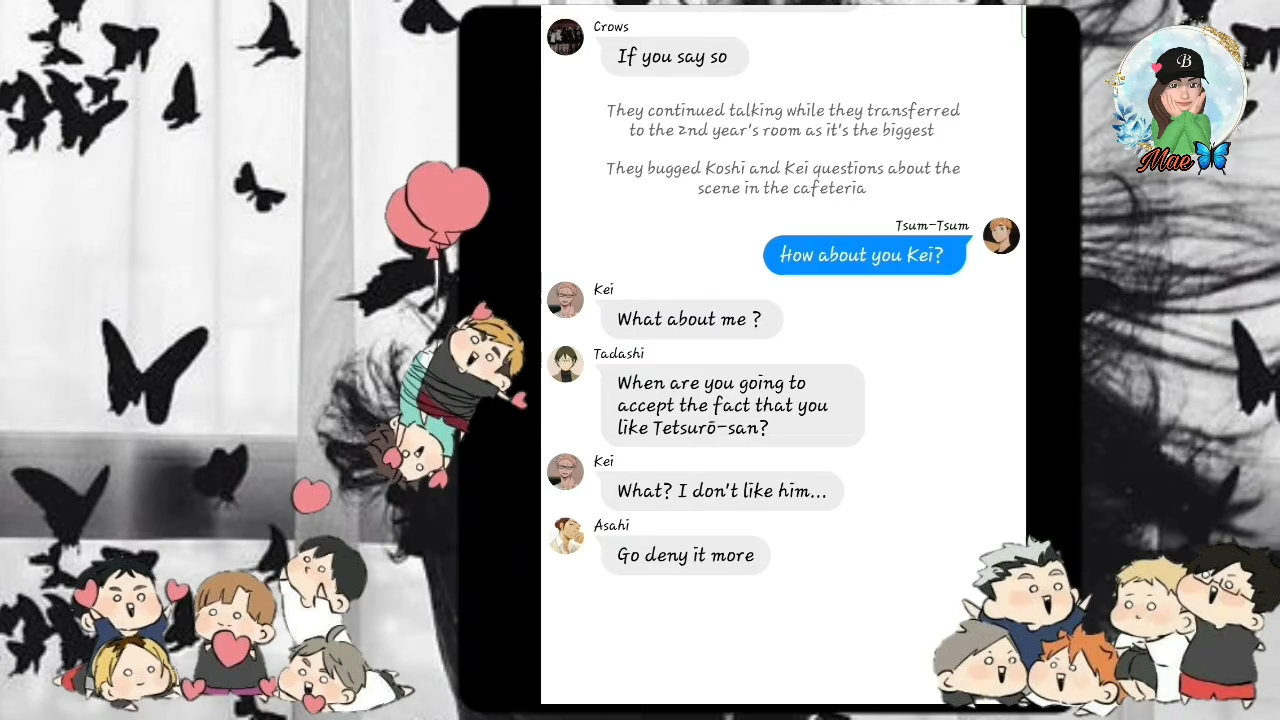 Crows
If you say so
They continued talking while they transferred
to the 2nd year's room as it's the biggest
They bugged Koshi and Kei questions about the
scene in the cafeteria
Tsum-Tsum
How about you Kei?
Kei
What about me ?
Tadashi
When are you going to
accept the fact that you
like Tetsurō-san?
Kei
What? I don't like him...
Asahi
Go deny it more
B
Mae